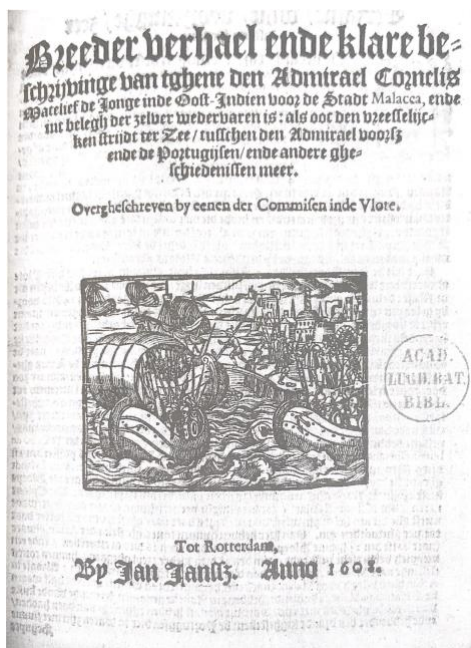 Breeder verhael ende klare be-
schrijvinge van tghene den Admirael Cornelis
Matelief de Jonge inde Oost-Indien voor de Stadt Malacca, ende
int belegh der zelver wedervaren is: als ooc den vreesselijc-
ken strijdt ter Zee/ tusschen den Admirael voorsz
ende de Portugijsen/ ende andere ghe-
schiedenissen meer.
Overgheschreven by eenen der Commisen inde Vlote.
ACAD.
LUGD. BAT.
BIBL.
Tot Rotterdam,
By Jan Janssz. Anno 1608.